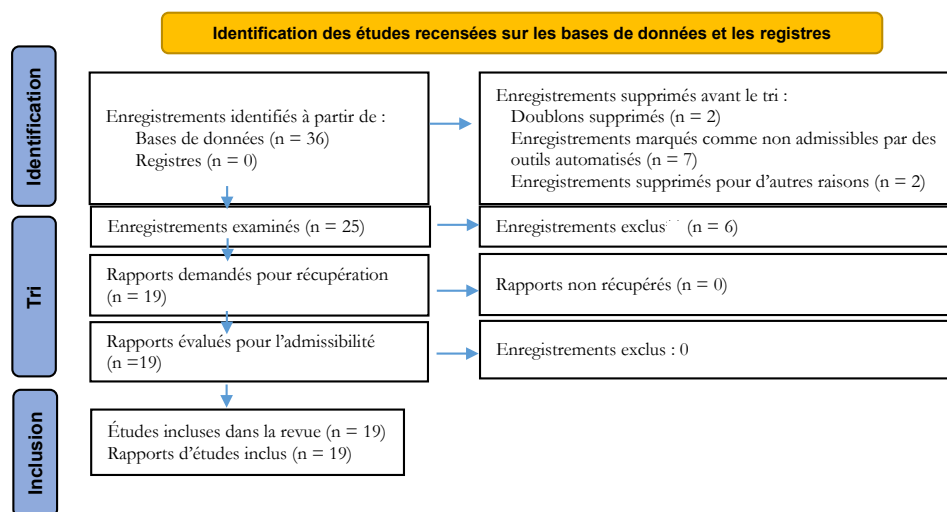 Identification des études recensées sur les bases de données et les registres
Identification
Enregistrements identifiés à partir de :
Bases de données (n = 36)
Registres (n = 0)
Enregistrements supprimés avant le tri :
Doublons supprimés (n = 2)
Enregistrements marqués comme non admissibles par des
outils automatisés (n = 7)
Enregistrements supprimés pour d'autres raisons (n = 2)
Tri
Enregistrements examinés (n = 25)
Enregistrements exclus (n = 6)
Rapports demandés pour récupération
(n = 19)
Rapports non récupérés (n = 0)
Rapports évalués pour l'admissibilité
(n =19)
Enregistrements exclus : 0
Inclusion
Études incluses dans la revue (n = 19)
Rapports d'études inclus (n = 19)